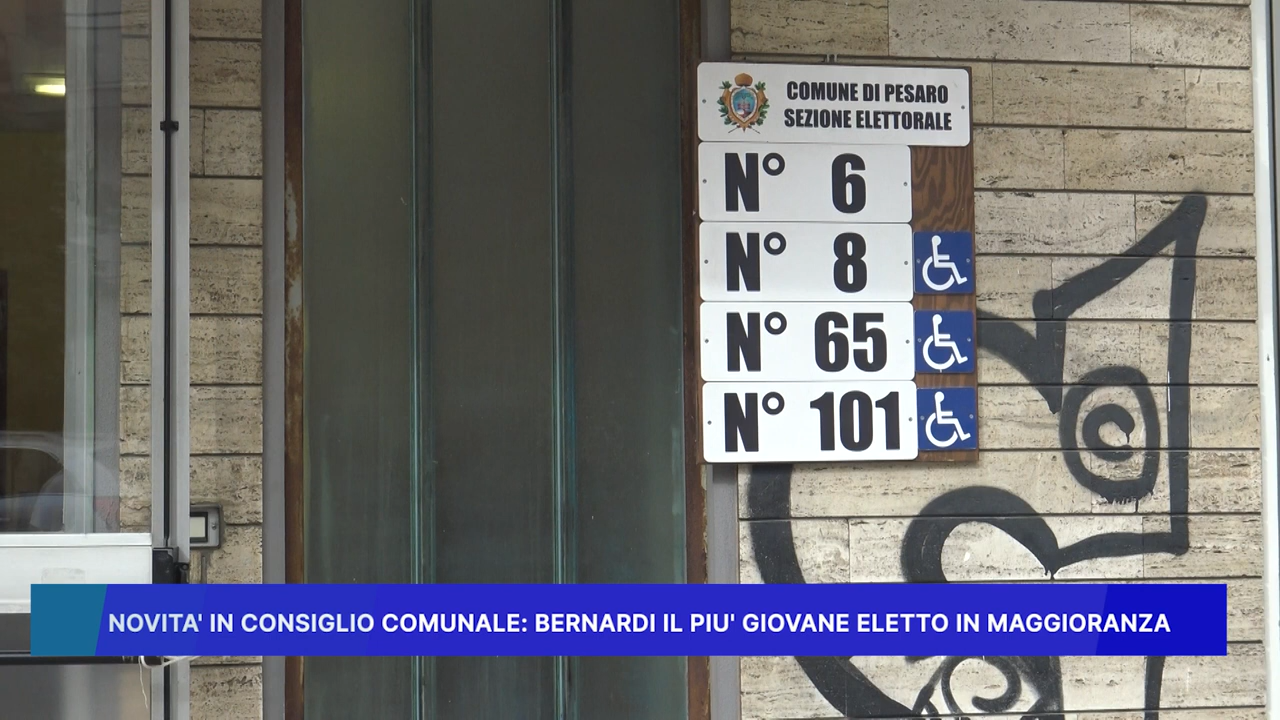 COMUNE DI PESARO
SEZIONE ELETTORALE
N° 6
N° 8
N° 65
N° 101
NOVITA' IN CONSIGLIO COMUNALE: BERNARDI IL PIU' GIOVANE ELETTO IN MAGGIORANZA